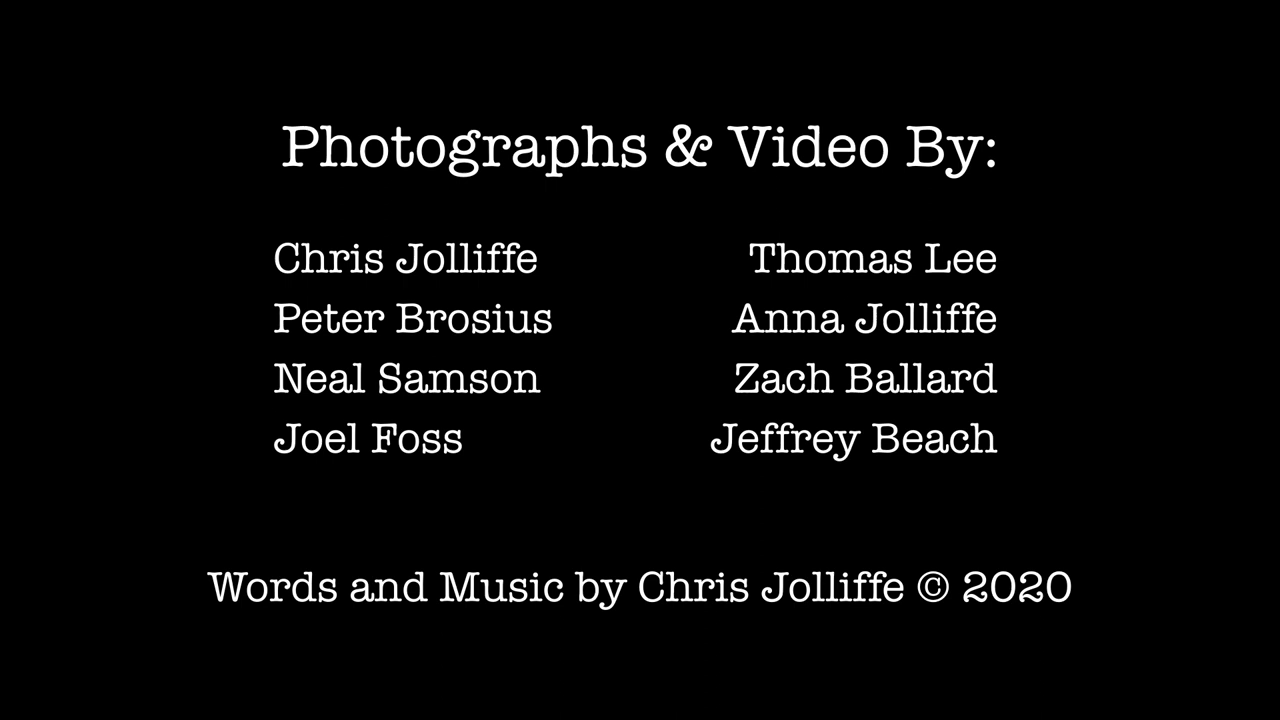 Photographs & Video By:
Chris Jolliffe Thomas Lee
Peter Brosius Anna Jolliffe
Neal Samson Zach Ballard
Joel Foss Jeffrey Beach
Words and Music by Chris Jolliffe © 2020